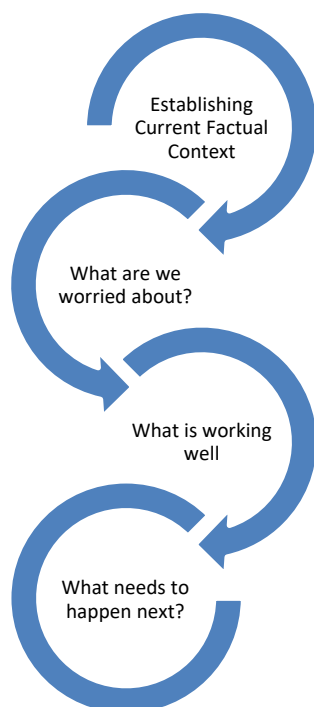 Establishing
Current Factual
Context
What are we
worried about?
What is working
well
What needs to
happen next?